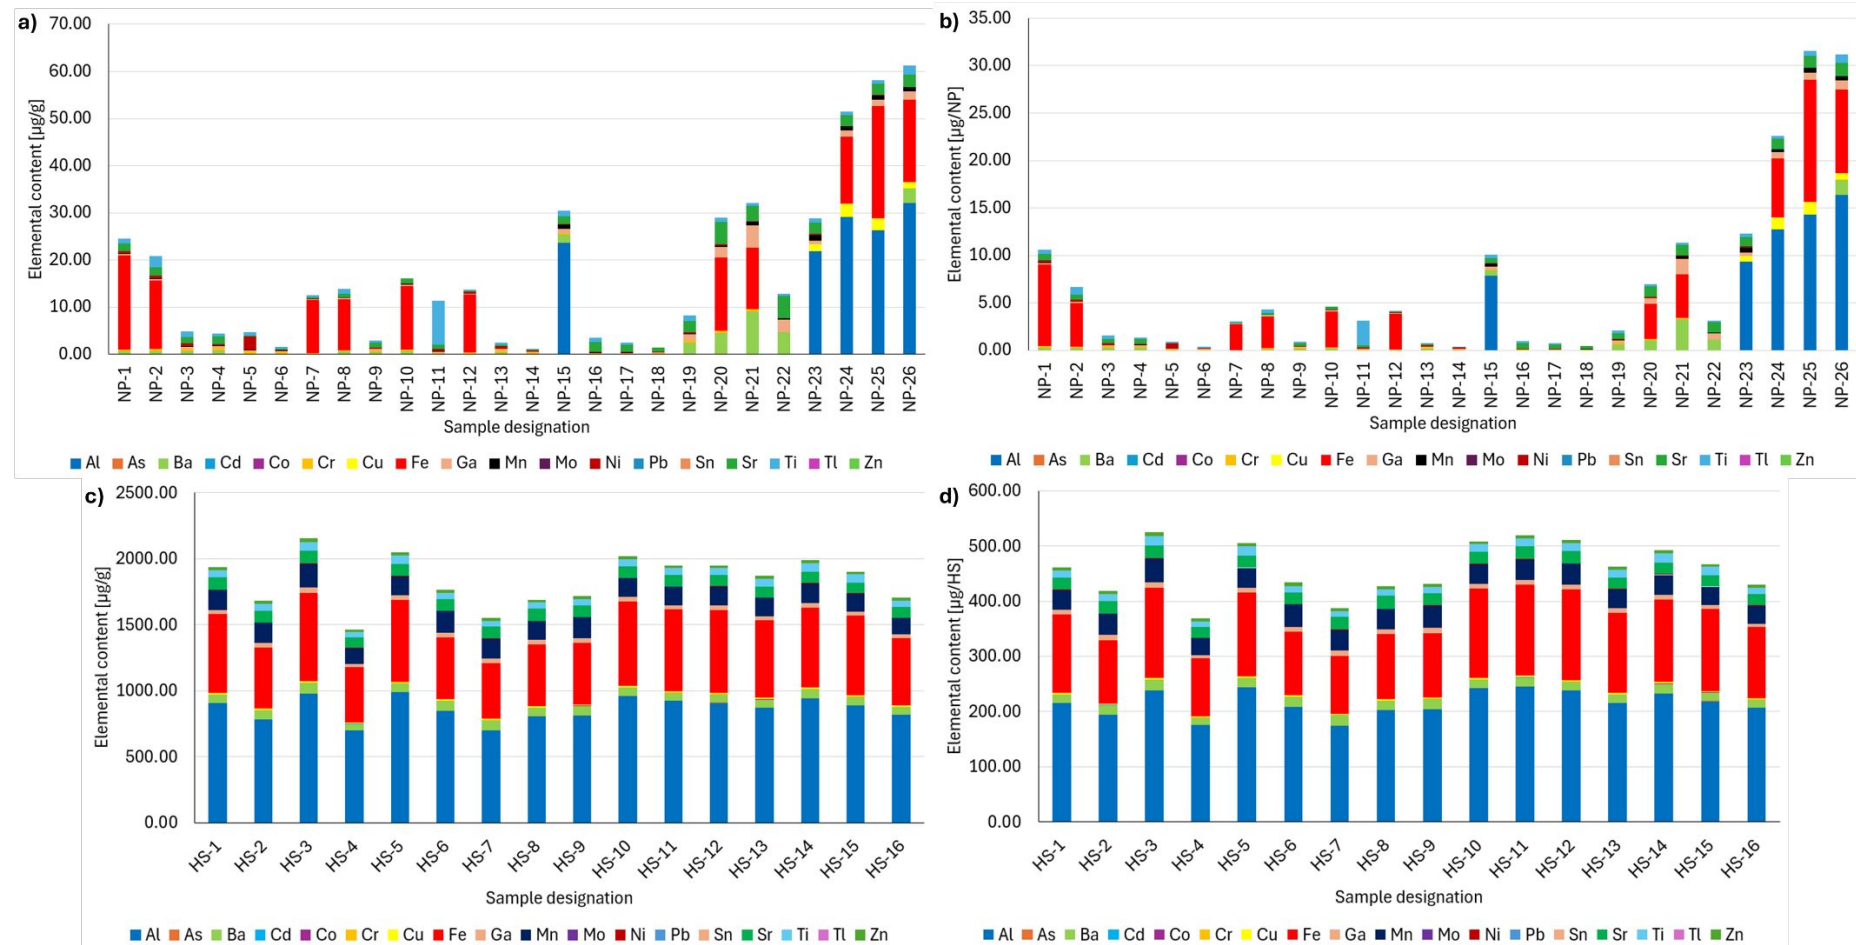 a)
70.00
60.00
50.00
40.00
30.00
20.00
10.00
0.00
Elemental content [µg/g]
NP-1 NP-2 NP-3 NP-4 NP-5 NP-6 NP-7 NP-8 NP-9 NP-10 NP-11 NP-12 NP-13 NP-14 NP-15 NP-16 NP-17 NP-18 NP-19 NP-20 NP-21 NP-22 NP-23 NP-24 NP-25 NP-26
Sample designation
Al As Ba Cd Co Cr Cu Fe Ga Mn Mo Ni Pb Sn Sr Ti Tl Zn
b)
35.00
30.00
25.00
20.00
15.00
10.00
5.00
0.00
Elemental content [µg/NP]
NP-1 NP-2 NP-3 NP-4 NP-5 NP-6 NP-7 NP-8 NP-9 NP-10 NP-11 NP-12 NP-13 NP-14 NP-15 NP-16 NP-17 NP-18 NP-19 NP-20 NP-21 NP-22 NP-23 NP-24 NP-25 NP-26
Sample designation
Al As Ba Cd Co Cr Cu Fe Ga Mn Mo Ni Pb Sn Sr Ti Tl Zn
c)
2500.00
2000.00
1500.00
1000.00
500.00
0.00
Elemental content [µg/g]
HS-1 HS-2 HS-3 HS-4 HS-5 HS-6 HS-7 HS-8 HS-9 HS-10 HS-11 HS-12 HS-13 HS-14 HS-15 HS-16
Sample designation
Al As Ba Cd Co Cr Cu Fe Ga Mn Mo Ni Pb Sn Sr Ti Tl Zn
d)
600.00
500.00
400.00
300.00
200.00
100.00
0.00
Elemental content [µg/HS]
HS-1 HS-2 HS-3 HS-4 HS-5 HS-6 HS-7 HS-8 HS-9 HS-10 HS-11 HS-12 HS-13 HS-14 HS-15 HS-16
Sample designation
Al As Ba Cd Co Cr Cu Fe Ga Mn Mo Ni Pb Sn Sr Ti Tl Zn